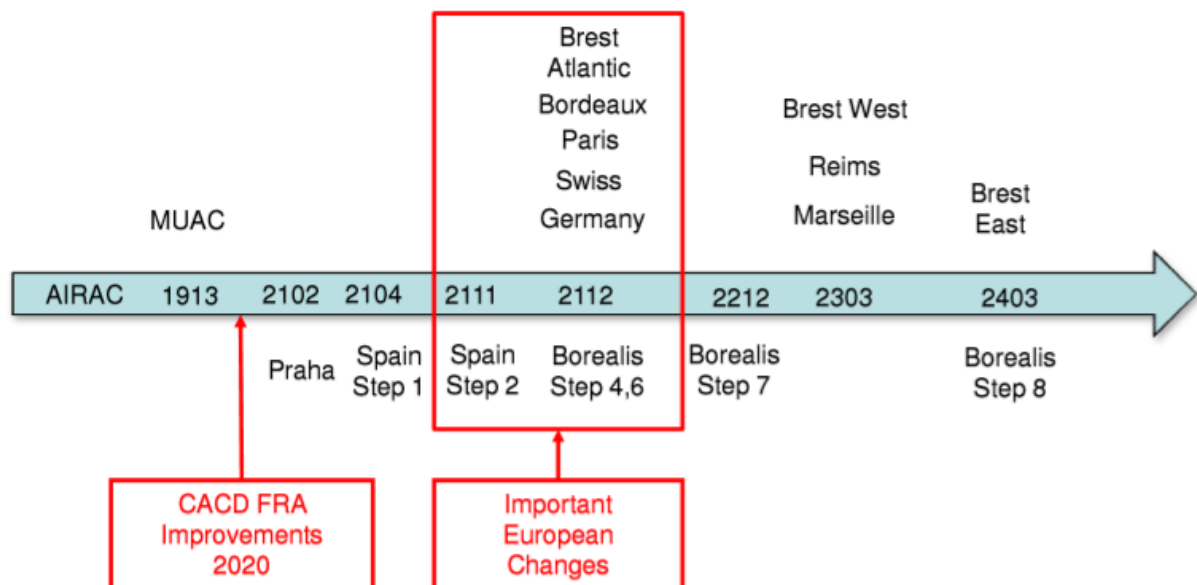 Brest
Atlantic
Bordeaux
Paris
Swiss
Germany
Brest West
Reims
Marseille
Brest
East
MUAC
AIRAC 1913 2102 2104 2111 2112 2212 2303 2403
Praha
Spain
Step 1
Spain
Step 2
Borealis
Step 4,6
Borealis
Step 7
Borealis
Step 8
CACD FRA
Improvements
2020
Important
European
Changes